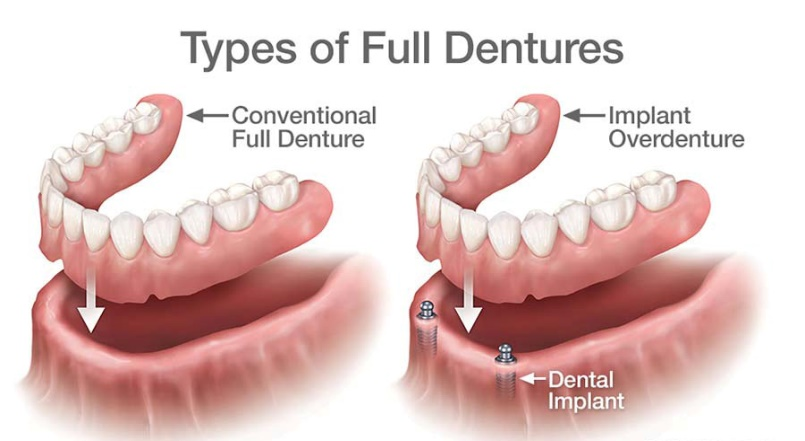 Types of Full Dentures
Conventional
Full Denture
Implant
Overdenture
Dental
Implant